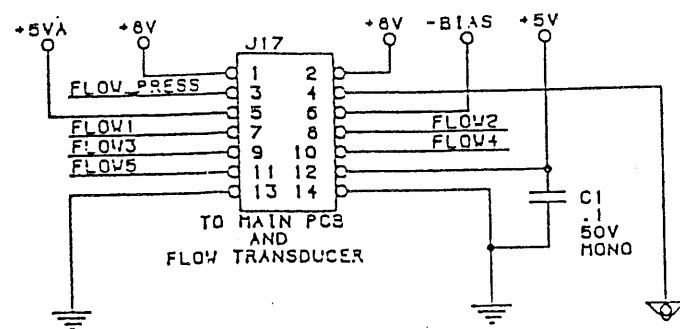 +5VA
+8V
J17
+8V
-BIAS
+5V
1 2
FLOW_PRESS 3 4
5 6
FLOW1 7 8 FLOW2
FLOW3 9 10 FLOW4
FLOW5 11 12
13 14
C1
.1
50V
MONO
TO MAIN PCB
AND
FLOW TRANSDUCER